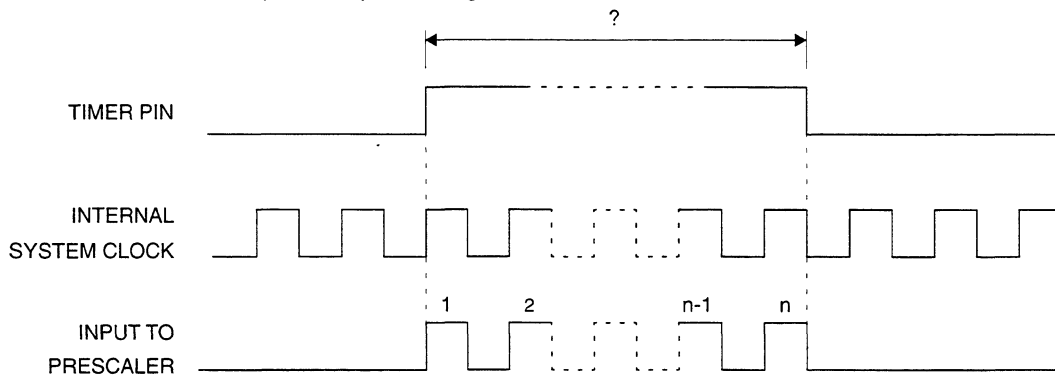 ?
TIMER PIN
INTERNAL
SYSTEM CLOCK
1 2 n-1 n
INPUT TO
PRESCALER